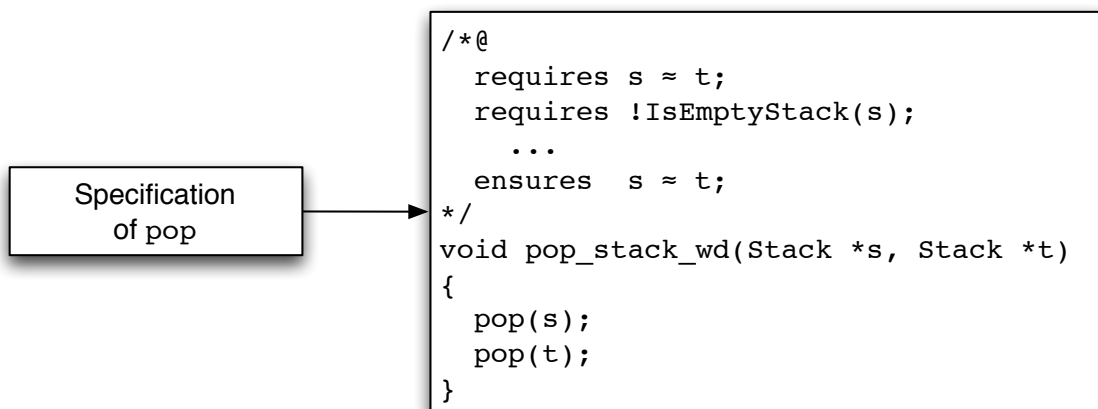 Specification
of pop
/*@
  requires s ≈ t;
  requires !IsEmptyStack(s);
    ...
  ensures  s ≈ t;
*/
void pop_stack_wd(Stack *s, Stack *t)
{
  pop(s);
  pop(t);
}